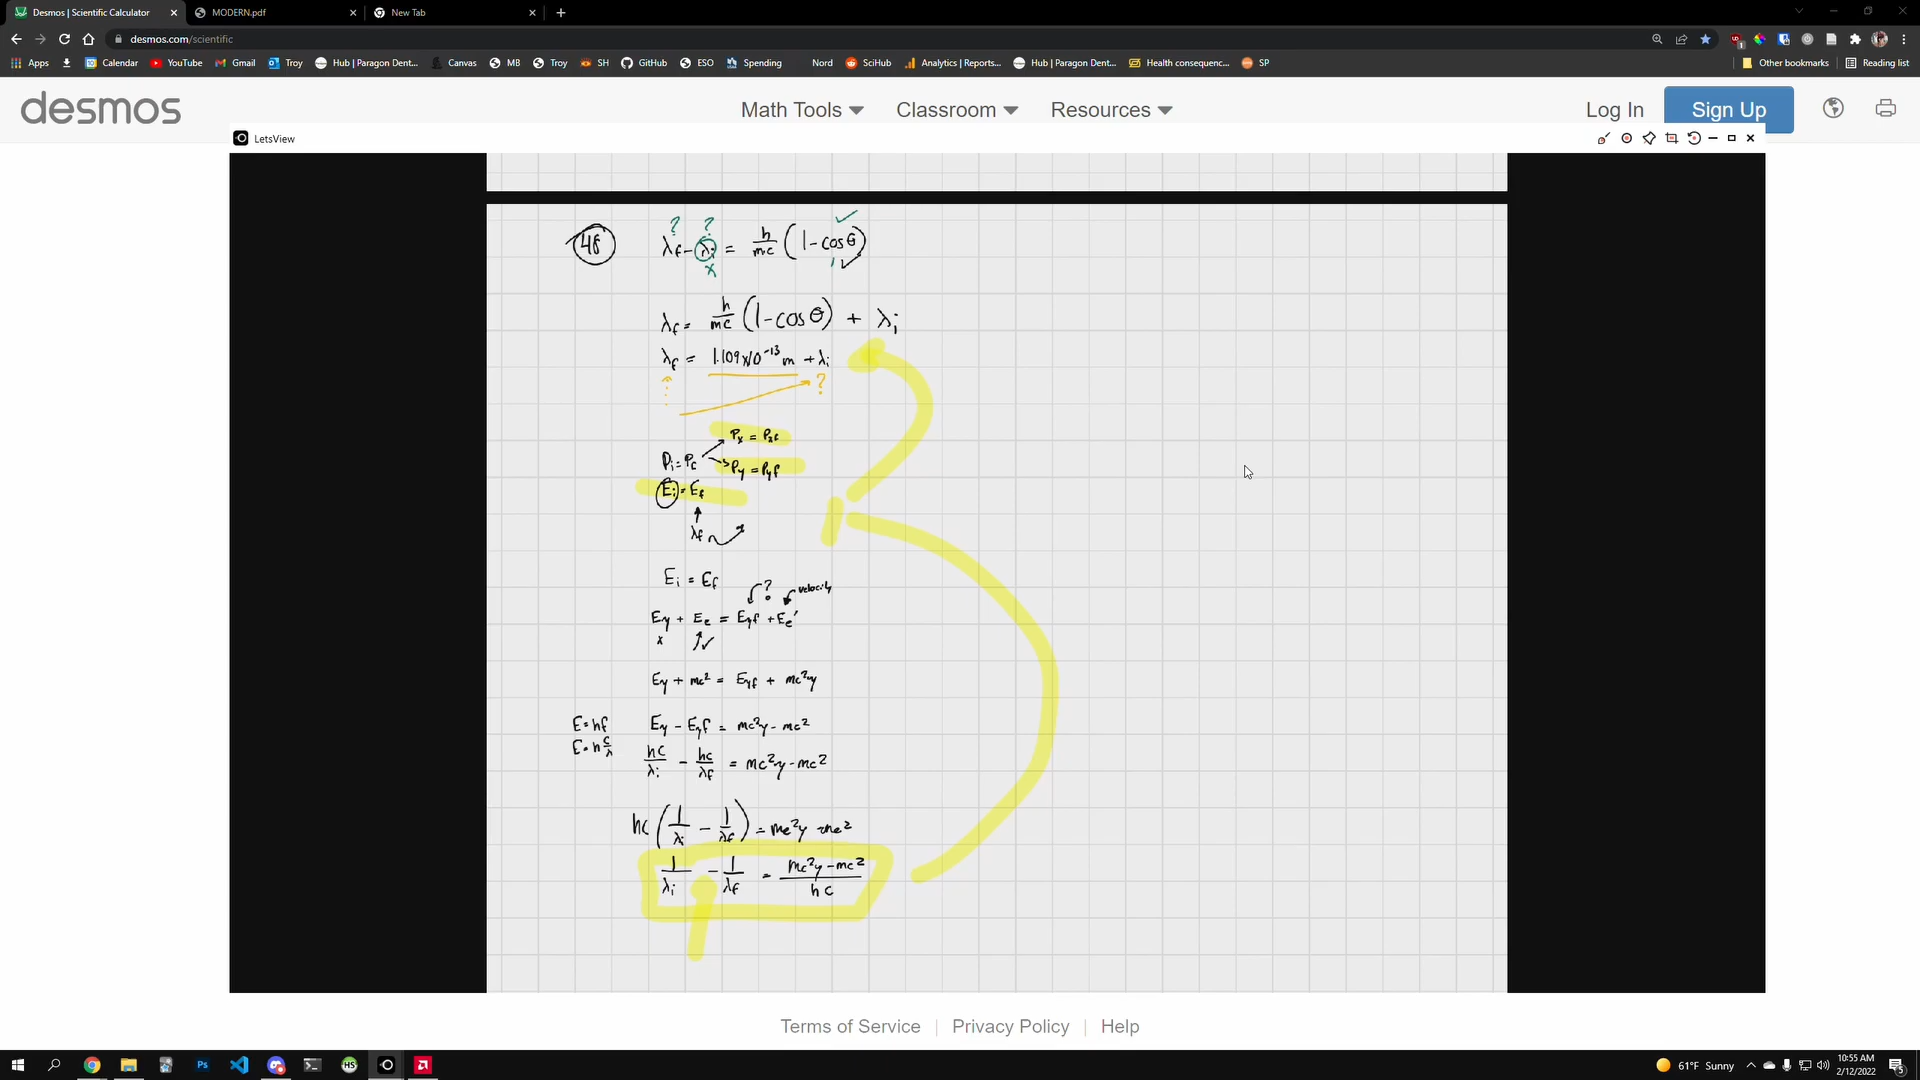 Desmos | Scientific Calculator
MODERN.pdf
New Tab
desmos.com/scientific
Apps
Calendar
YouTube
Gmail
Troy
Hub | Paragon Dent...
Canvas
MB
Troy
SH
GitHub
ESO
Spending
Nord
SciHub
Analytics | Reports...
Hub | Paragon Dent...
Health consequenc...
SP
Other bookmarks
Reading list
desmos
Math Tools
Classroom
Resources
Log In
Sign Up
LetsView
48
? ? ✓
λf - λi = h/mc (1-cosθ)
x
λf = h/mc (1-cosθ) + λi
λf = 1.109x10^-13 m + λi
?
Px = Pxf
Pi = Pf
Py = Pyf
Ei = Ef
λf
Ei = Ef
? velocity
Eγ + Ee = Eγf + Ee'
x ✓
Eγ + mc² = Eγf + mc²γ
E = hf
Eγ - Eγf = mc²γ - mc²
E = h c/λ
hc/λi - hc/λf = mc²γ - mc²
hc (1/λi - 1/λf) = mc²γ - mc²
1/λi - 1/λf = mc²γ - mc² / hc
Terms of Service | Privacy Policy | Help
61°F Sunny
10:55 AM
2/12/2022